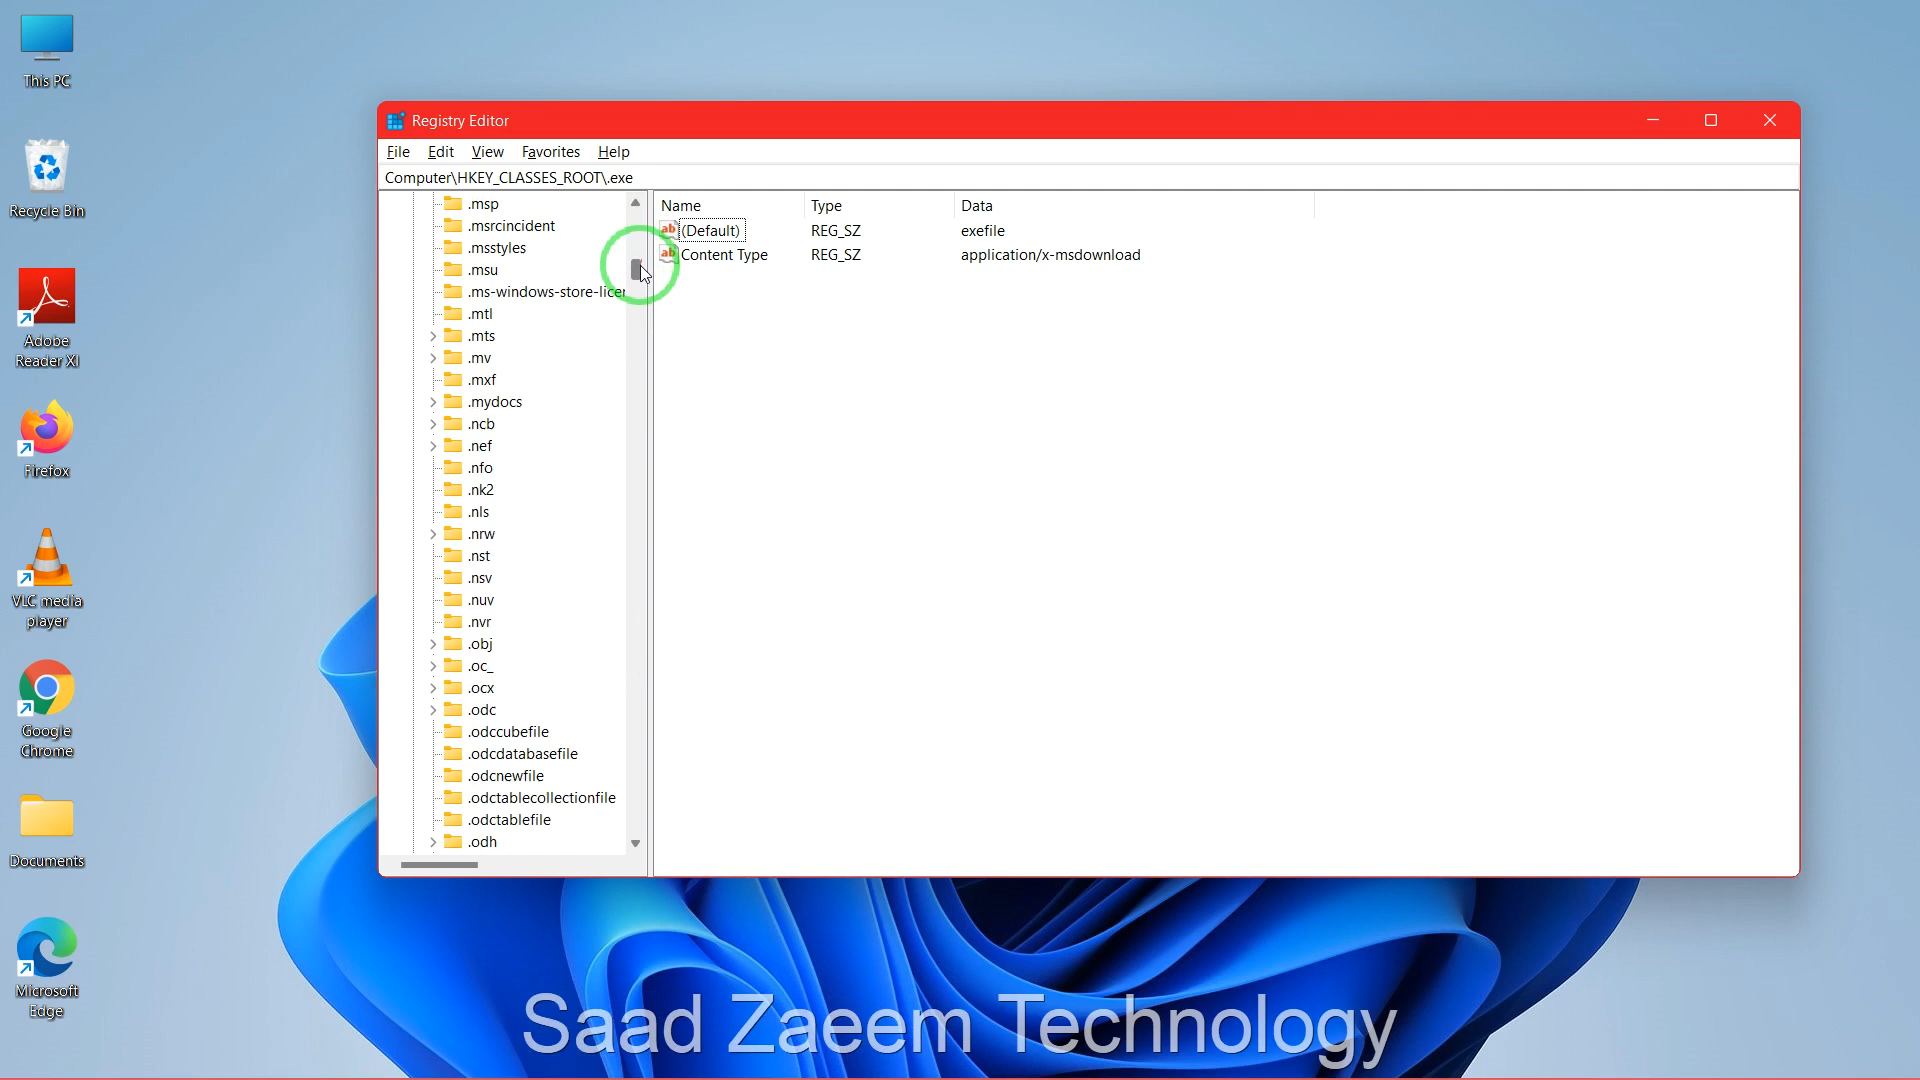 This PC
Recycle Bin
Adobe
Reader XI
Firefox
VLC media
player
Google
Chrome
Documents
Microsoft
Edge
Registry Editor
File Edit View Favorites Help
Computer\HKEY_CLASSES_ROOT\.exe
.msp
.msrcincident
.msstyles
.msu
.ms-windows-store-licen
.mtl
.mts
.mv
.mxf
.mydocs
.ncb
.nef
.nfo
.nk2
.nls
.nrw
.nst
.nsv
.nuv
.nvr
.obj
.oc_
.ocx
.odc
.odccubefile
.odcdatabasefile
.odcnewfile
.odctablecollectionfile
.odctablefile
.odh
Name Type Data
ab (Default) REG_SZ exefile
ab Content Type REG_SZ application/x-msdownload
Saad Zaeem Technology